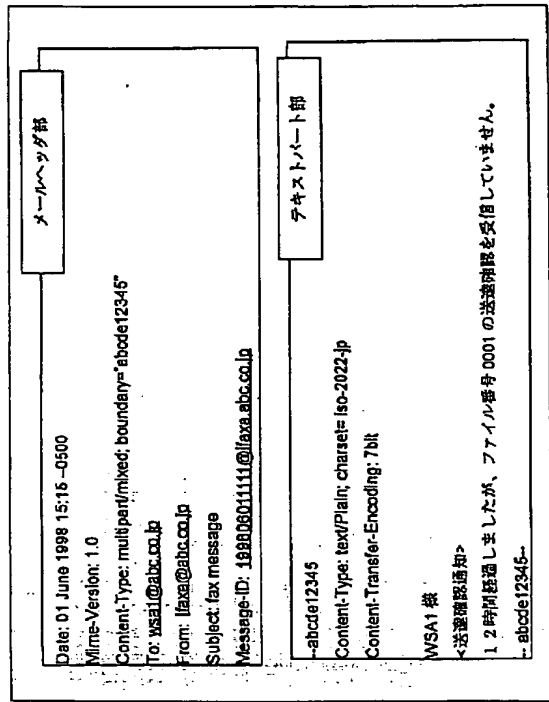 メールヘッダ部
Date: 01 June 1998 15:15 -0500
Mime-Version: 1.0
Content-Type: multipart/mixed; boundary="abcde12345"
To: wsa1@abc.co.jp
From: ifaxa@abc.co.jp
Subject: fax message
Message-ID: 199806011111@ifaxa.abc.co.jp
テキストパート部
--abcde12345
Content-Type: text/Plain; charset= iso-2022-jp
Content-Transfer-Encoding: 7bit
WSA1 様
<送達確認通知>
12時間経過しましたが、ファイル番号 0001 の送達確認を受信していません。
-- abcde12345--